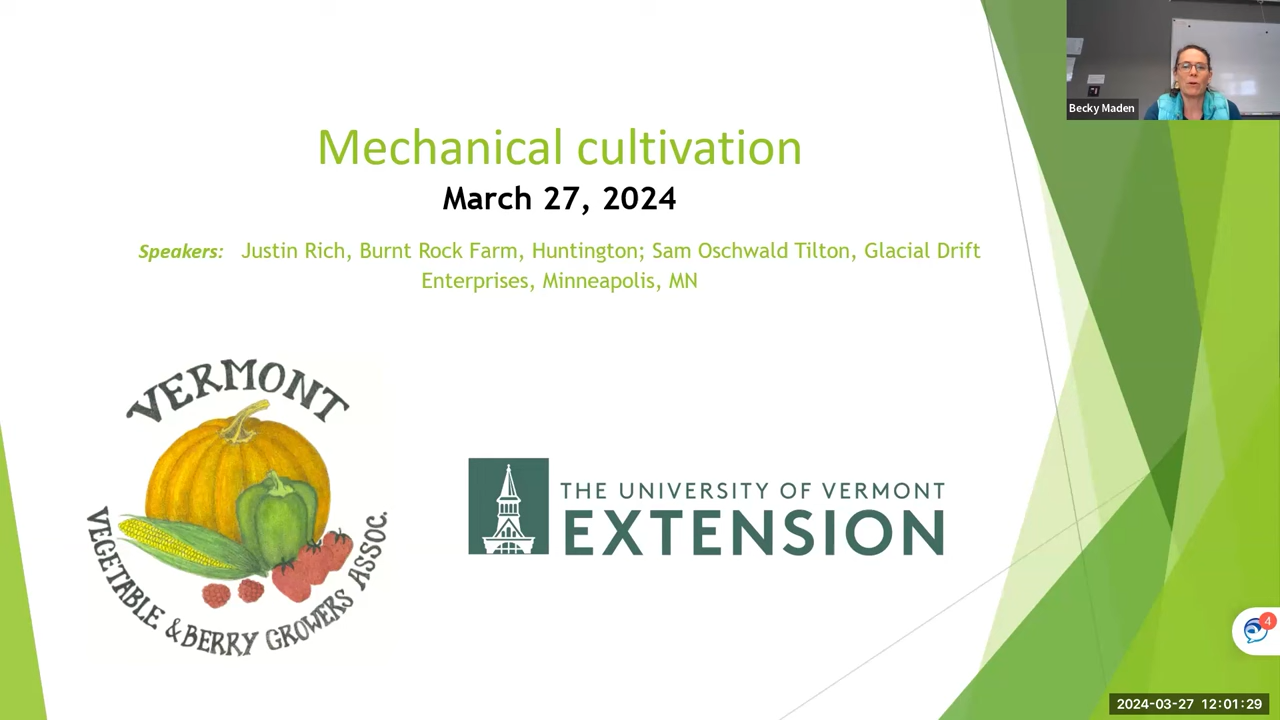 Becky Maden
Mechanical cultivation
March 27, 2024
Speakers: Justin Rich, Burnt Rock Farm, Huntington; Sam Oschwald Tilton, Glacial Drift
Enterprises, Minneapolis, MN
VERMONT
VEGETABLE & BERRY GROWERS ASSOC.
THE UNIVERSITY OF VERMONT
EXTENSION
4
2024-03-27 12:01:29